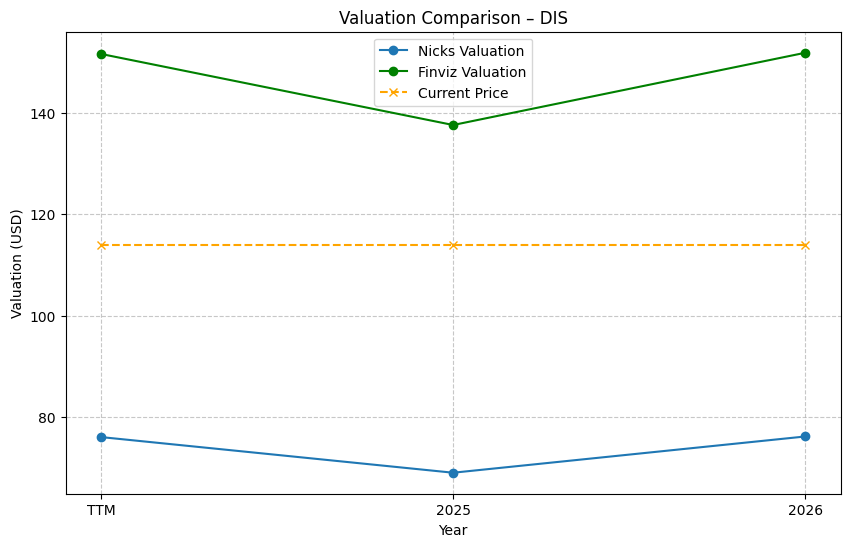 Valuation Comparison – DIS
Nicks Valuation
Finviz Valuation
Current Price
Valuation (USD)
140
120
100
80
TTM
2025
2026
Year